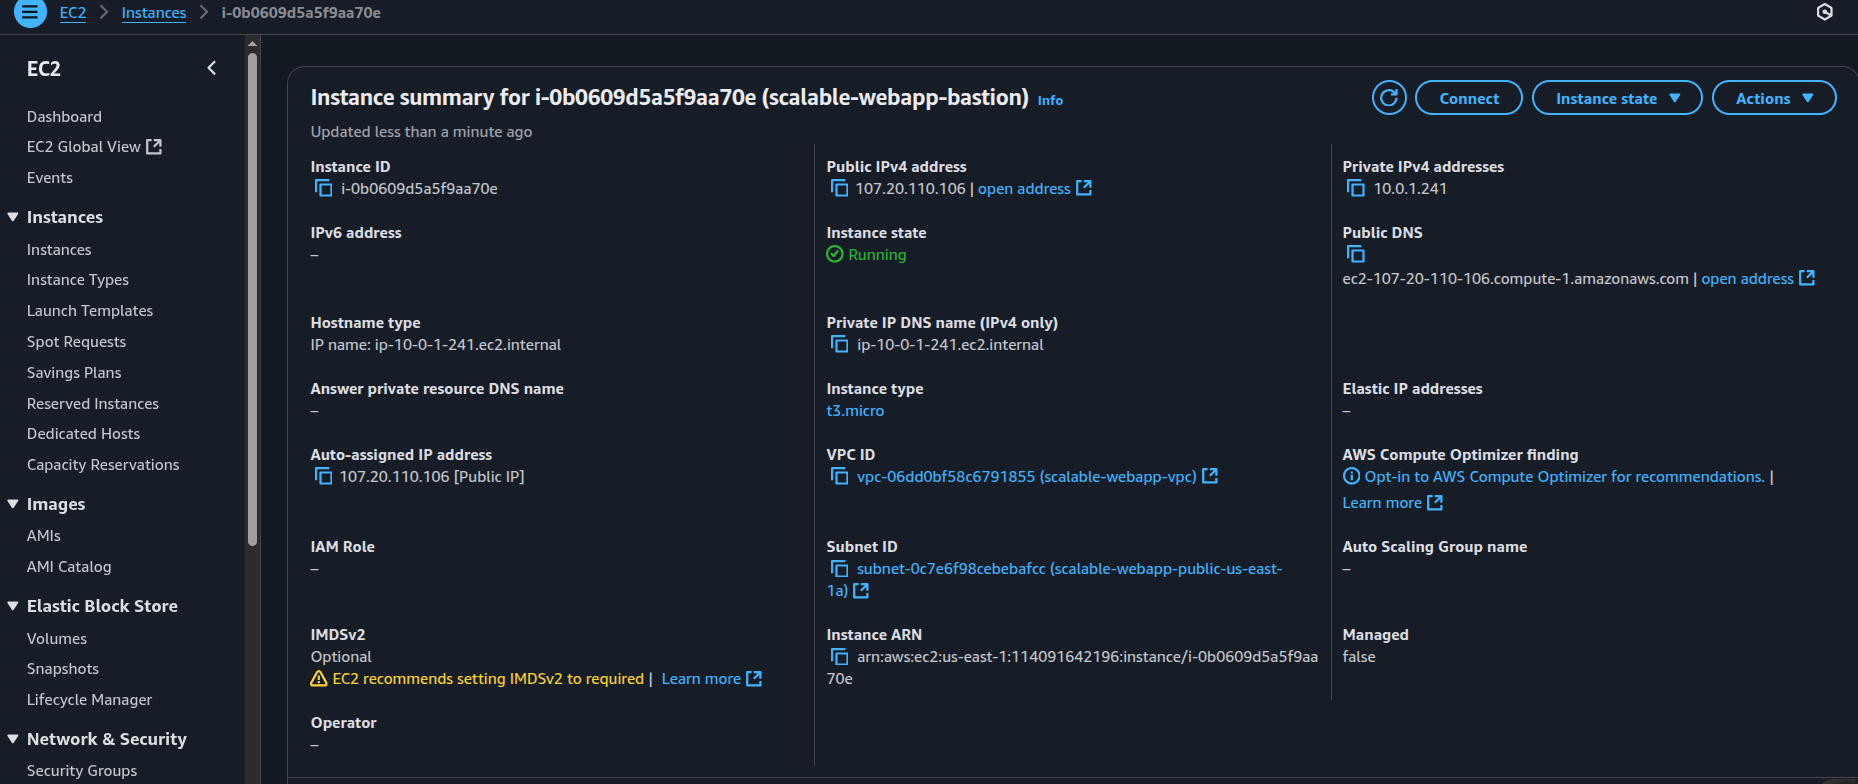 EC2 > Instances > i-0b0609d5a5f9aa70e
EC2
Dashboard
EC2 Global View
Events
Instances
Instances
Instance Types
Launch Templates
Spot Requests
Savings Plans
Reserved Instances
Dedicated Hosts
Capacity Reservations
Images
AMIs
AMI Catalog
Elastic Block Store
Volumes
Snapshots
Lifecycle Manager
Network & Security
Security Groups
Instance summary for i-0b0609d5a5f9aa70e (scalable-webapp-bastion) Info
Connect
Instance state
Actions
Updated less than a minute ago
Instance ID
i-0b0609d5a5f9aa70e
Public IPv4 address
107.20.110.106 | open address
Private IPv4 addresses
10.0.1.241
IPv6 address
–
Instance state
Running
Public DNS
ec2-107-20-110-106.compute-1.amazonaws.com | open address
Hostname type
IP name: ip-10-0-1-241.ec2.internal
Private IP DNS name (IPv4 only)
ip-10-0-1-241.ec2.internal
Answer private resource DNS name
–
Instance type
t3.micro
Elastic IP addresses
–
Auto-assigned IP address
107.20.110.106 [Public IP]
VPC ID
vpc-06dd0bf58c6791855 (scalable-webapp-vpc)
AWS Compute Optimizer finding
Opt-in to AWS Compute Optimizer for recommendations. |
Learn more
IAM Role
–
Subnet ID
subnet-0c7e6f98cebebafcc (scalable-webapp-public-us-east-
1a)
Auto Scaling Group name
–
IMDSv2
Optional
EC2 recommends setting IMDSv2 to required | Learn more
Instance ARN
arn:aws:ec2:us-east-1:114091642196:instance/i-0b0609d5a5f9aa
70e
Managed
false
Operator
–